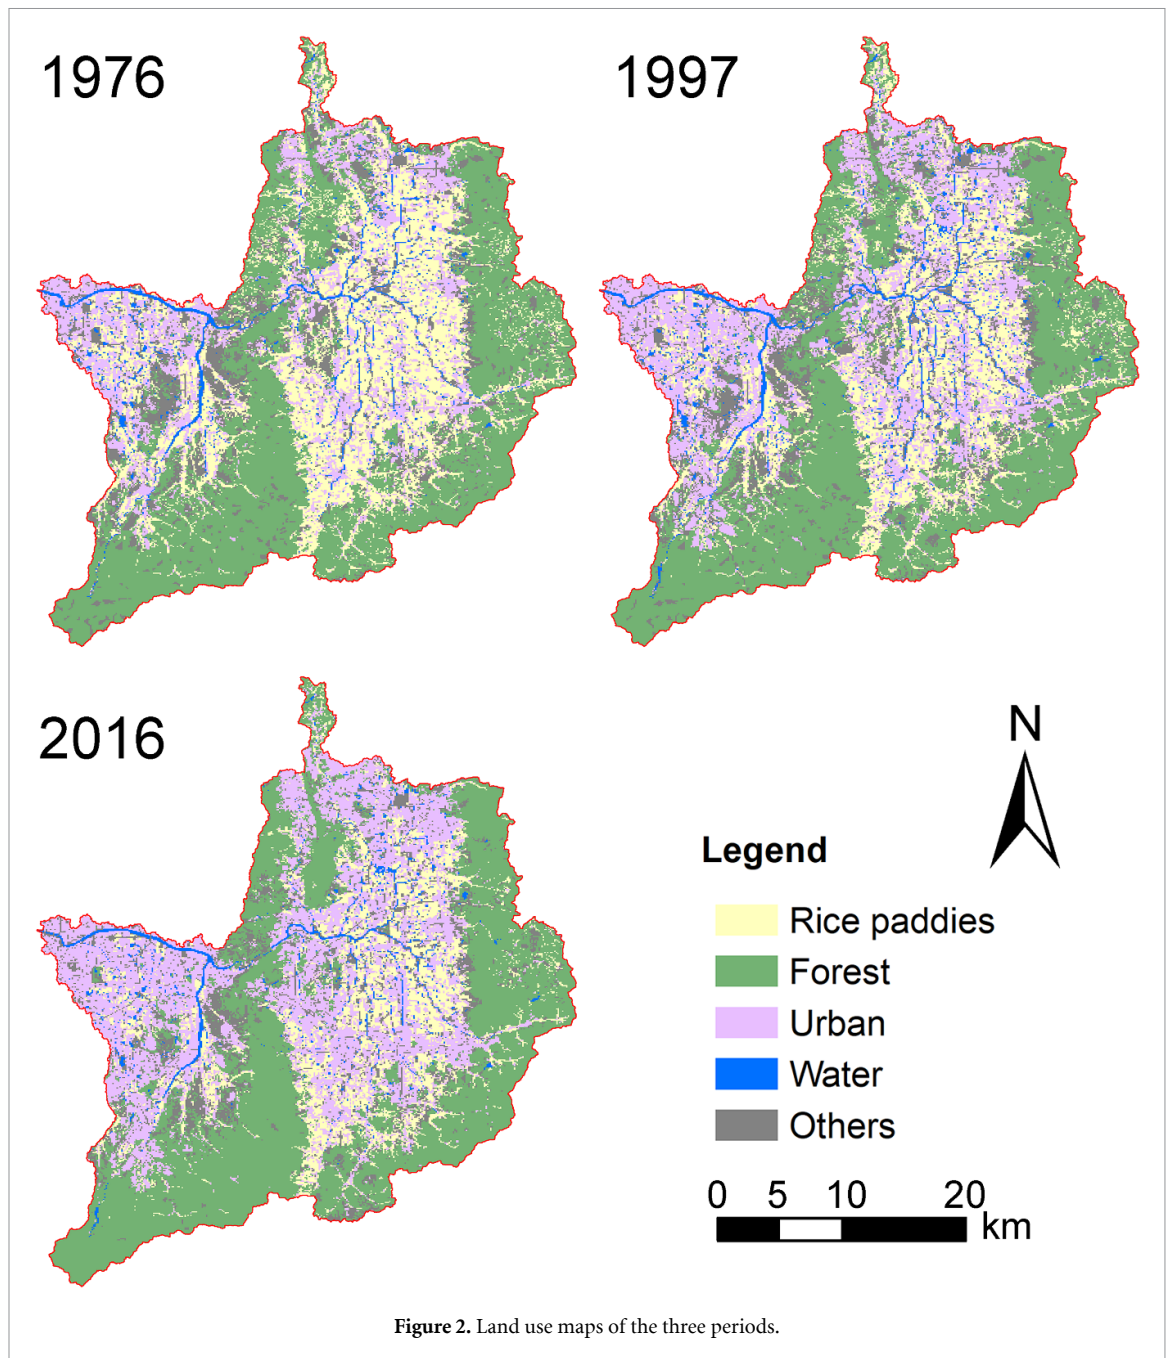 1976
1997
2016
N
Legend
Rice paddies
Forest
Urban
Water
Others
0 5 10 20
km
Figure 2. Land use maps of the three periods.